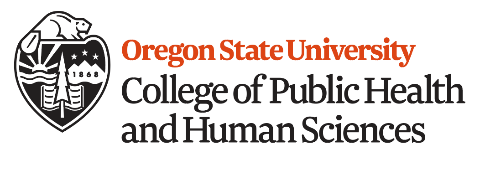 1868
Oregon State University
College of Public Health
and Human Sciences